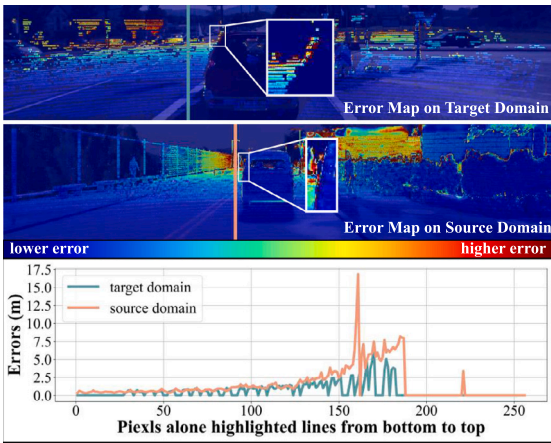 Error Map on Target Domain
Error Map on Source Domain
lower error higher error
17.5
15.0
12.5
10.0
7.5
5.0
2.5
0.0
Errors (m)
target domain
source domain
0 50 100 150 200 250
Piexls alone highlighted lines from bottom to top